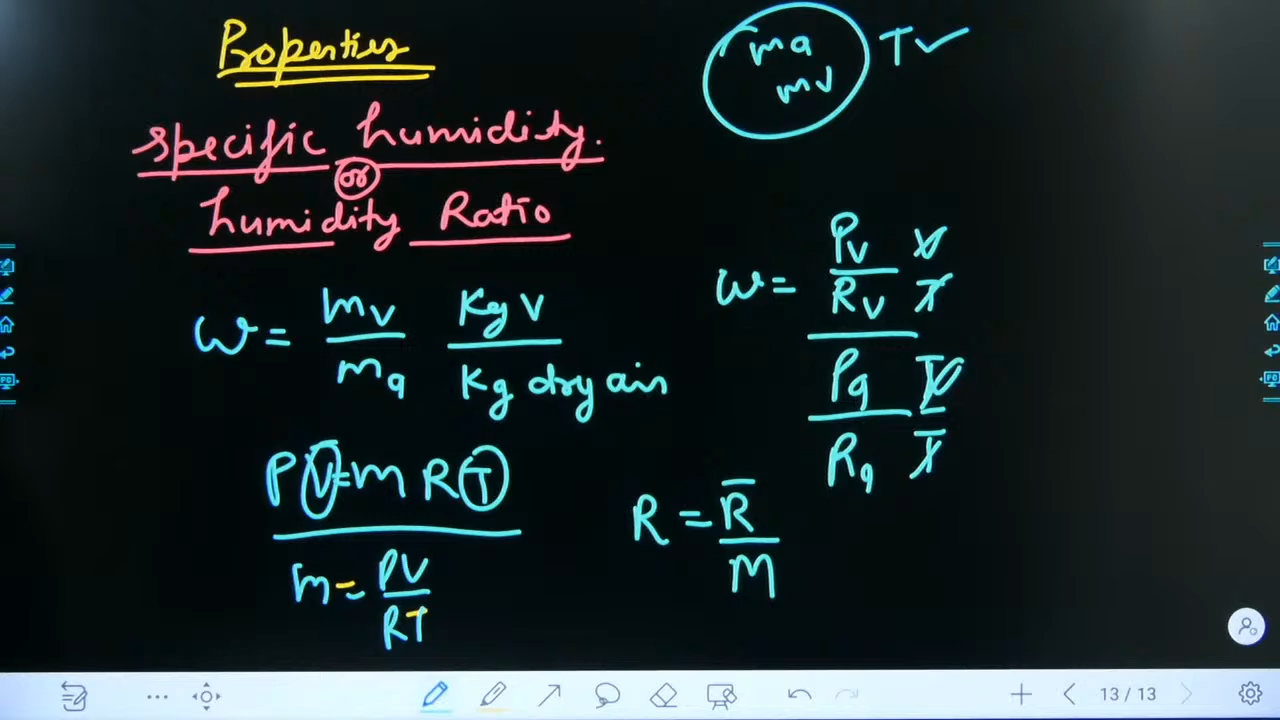 Properties
ma
mv
T✓
specific humidity.
or
humidity Ratio
ω = mv/ma Kg V/Kg dry air
ω = (Pv/Rv V/T)/(Pa/Ra V/T)
PV = mRT
m = PV/RT
R = R̄/M
13 / 13